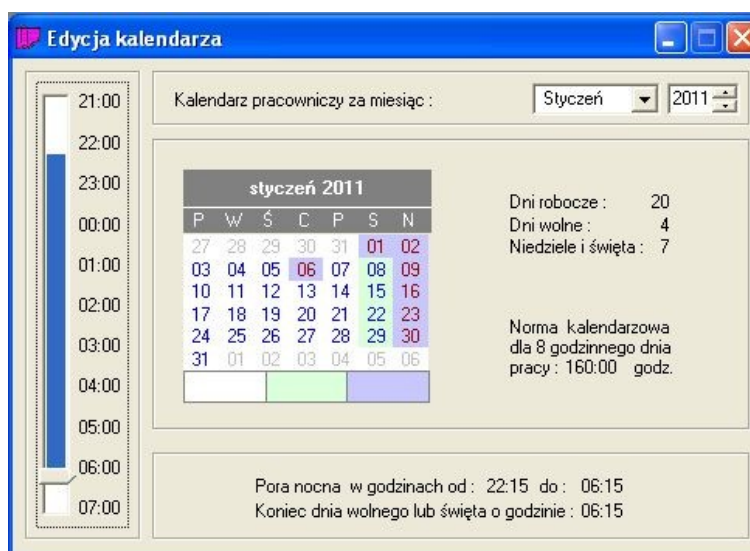 Edycja kalendarza
21:00
22:00
23:00
00:00
01:00
02:00
03:00
04:00
05:00
06:00
07:00
Kalendarz pracowniczy za miesiąc : Styczeń 2011
styczeń 2011
P W Ś C P S N
27 28 29 30 31 01 02
03 04 05 06 07 08 09
10 11 12 13 14 15 16
17 18 19 20 21 22 23
24 25 26 27 28 29 30
31 01 02 03 04 05 06
Dni robocze : 20
Dni wolne : 4
Niedziele i święta : 7
Norma kalendarzowa
dla 8 godzinnego dnia
pracy : 160:00 godz.
Pora nocna w godzinach od : 22:15 do : 06:15
Koniec dnia wolnego lub święta o godzinie : 06:15